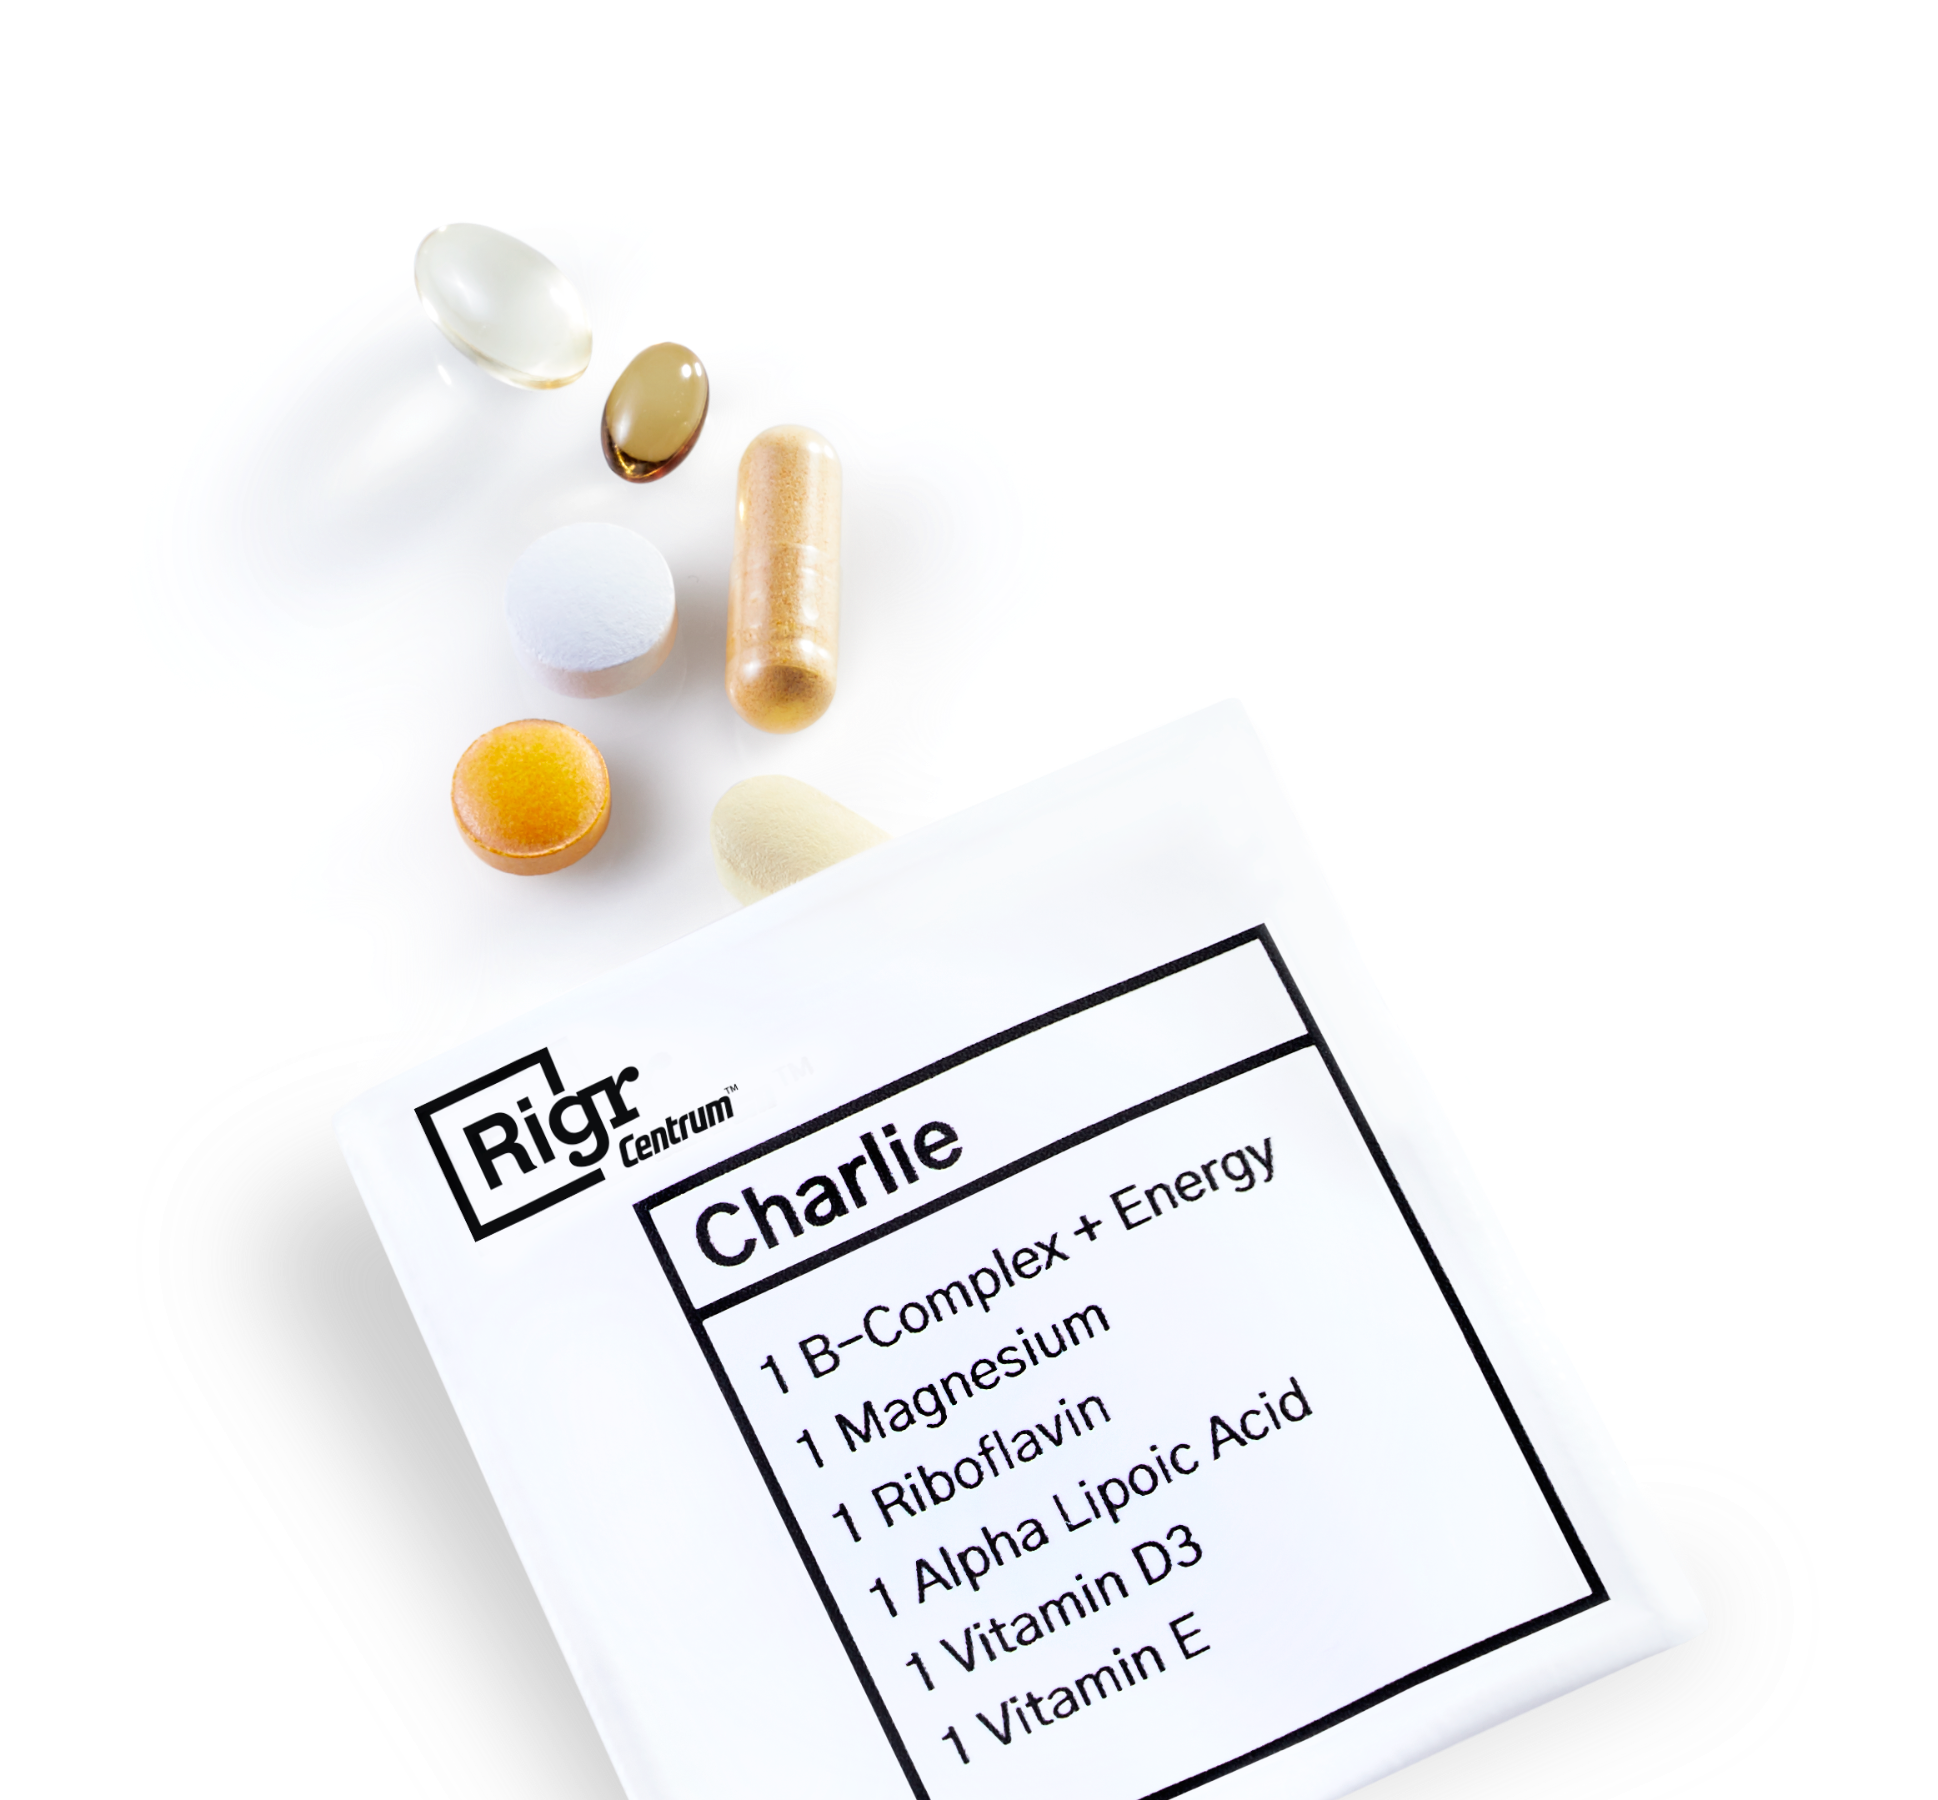 Rigr
Centrum™
Charlie
1 B-Complex + Energy
1 Magnesium
1 Riboflavin
1 Alpha Lipoic Acid
1 Vitamin D3
1 Vitamin E